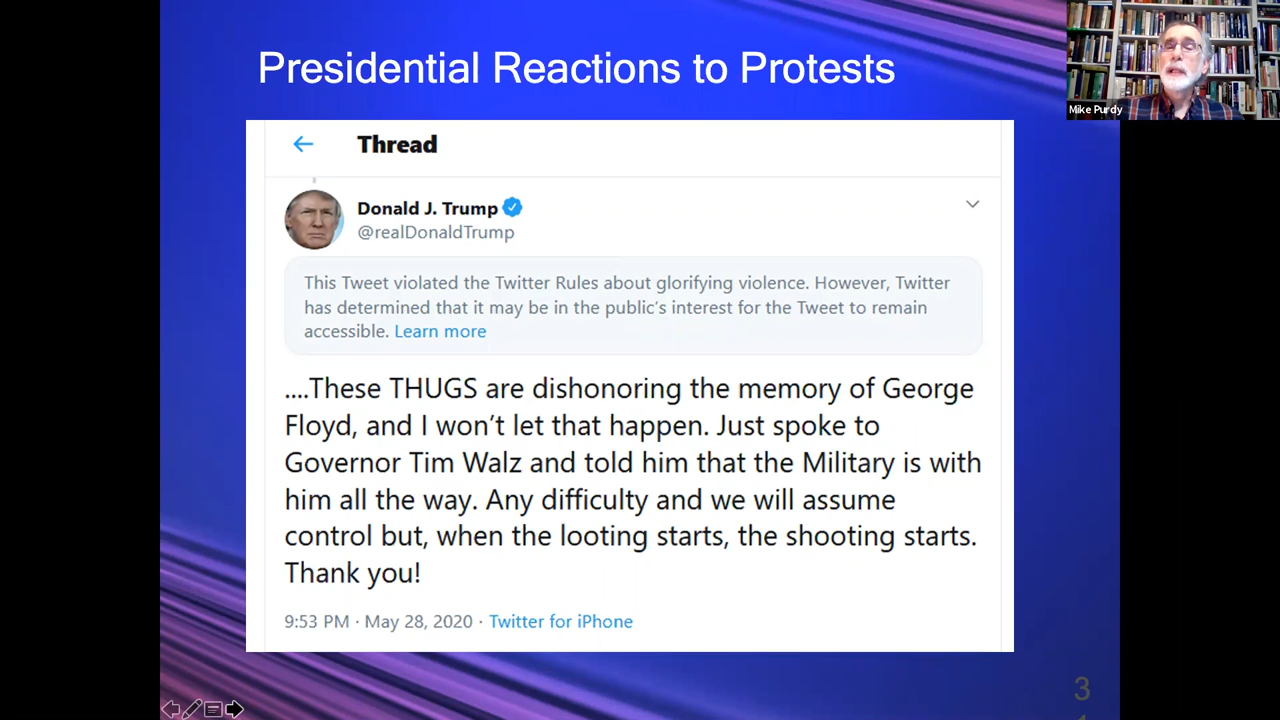 Presidential Reactions to Protests
Mike Purdy
Thread
Donald J. Trump
@realDonaldTrump
This Tweet violated the Twitter Rules about glorifying violence. However, Twitter
has determined that it may be in the public's interest for the Tweet to remain
accessible. Learn more
....These THUGS are dishonoring the memory of George
Floyd, and I won't let that happen. Just spoke to
Governor Tim Walz and told him that the Military is with
him all the way. Any difficulty and we will assume
control but, when the looting starts, the shooting starts.
Thank you!
9:53 PM · May 28, 2020 · Twitter for iPhone
3